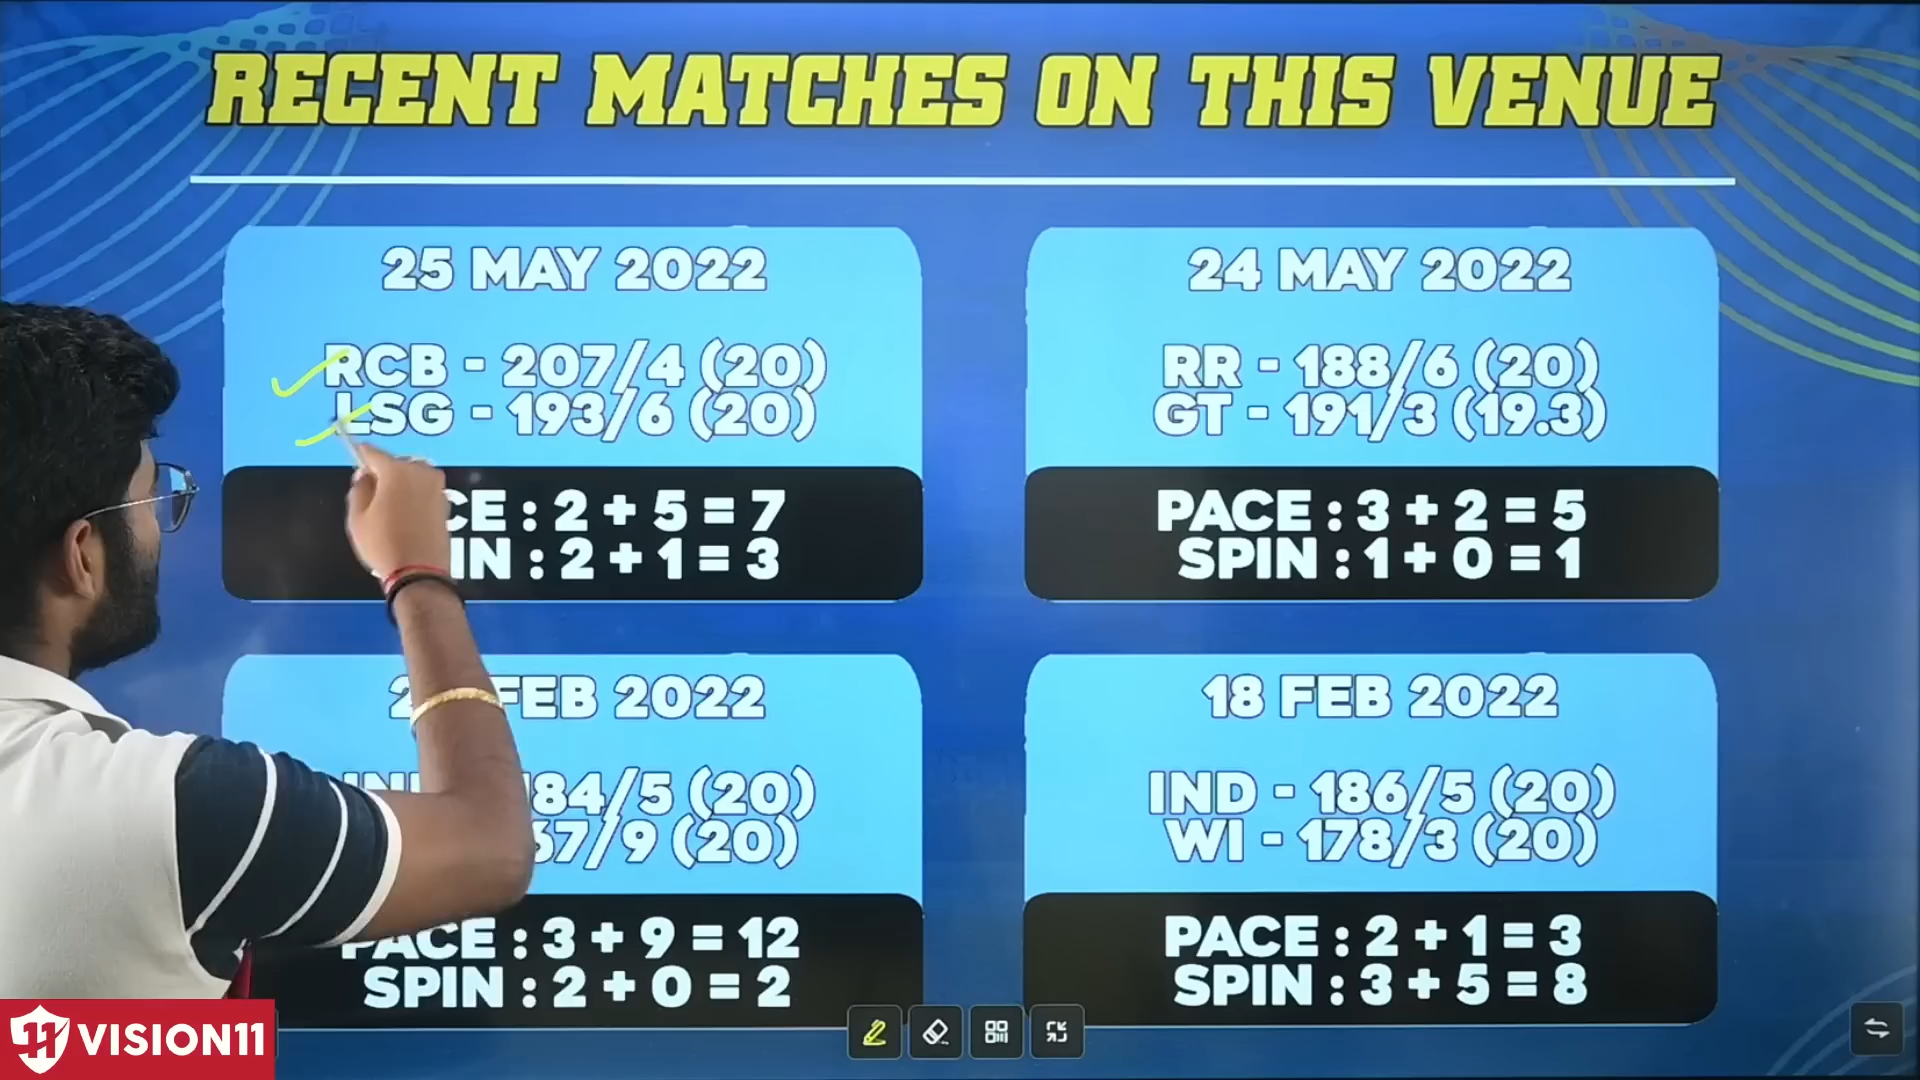 RECENT MATCHES ON THIS VENUE
25 MAY 2022
RCB - 207/4 (20)
LSG - 193/6 (20)
CE : 2 + 5 = 7
IN : 2 + 1 = 3
24 MAY 2022
RR - 188/6 (20)
GT - 191/3 (19.3)
PACE : 3 + 2 = 5
SPIN : 1 + 0 = 1
FEB 2022
84/5 (20)
67/9 (20)
PACE : 3 + 9 = 12
SPIN : 2 + 0 = 2
18 FEB 2022
IND - 186/5 (20)
WI - 178/3 (20)
PACE : 2 + 1 = 3
SPIN : 3 + 5 = 8
11 VISION11